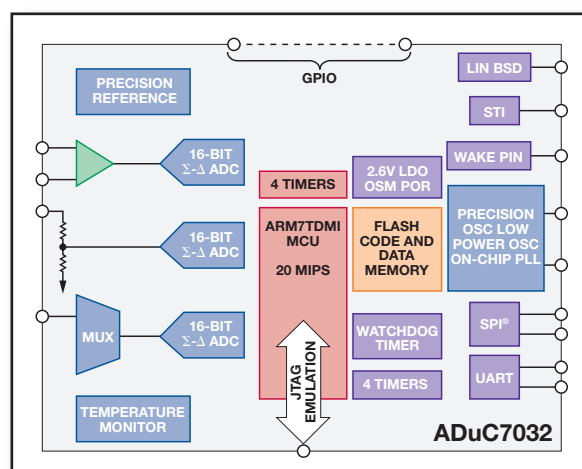 GPIO
PRECISION
REFERENCE
LIN BSD
STI
WAKE PIN
16-BIT
Σ-Δ ADC
4 TIMERS
2.6V LDO
OSM POR
16-BIT
Σ-Δ ADC
ARM7TDMI
MCU
20 MIPS
FLASH
CODE AND
DATA
MEMORY
PRECISION
OSC LOW
POWER OSC
ON-CHIP PLL
MUX
16-BIT
Σ-Δ ADC
JTAG
EMULATION
WATCHDOG
TIMER
4 TIMERS
SPI®
UART
TEMPERATURE
MONITOR
ADuC7032